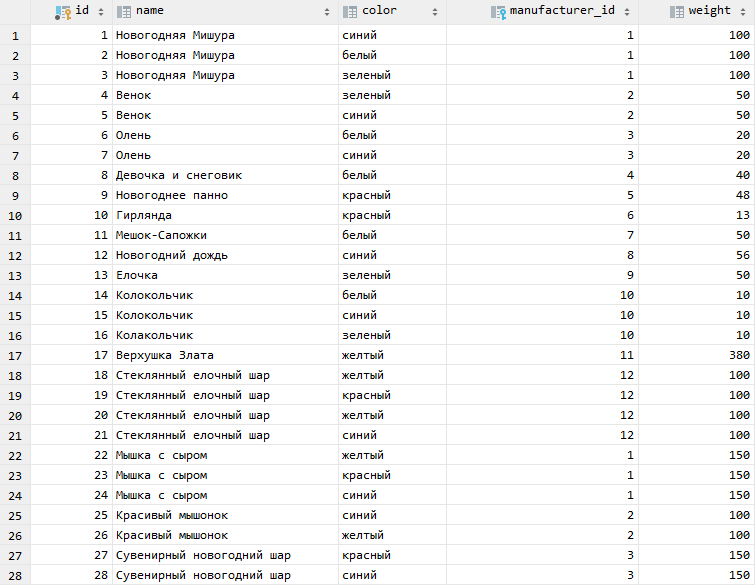 id name color manufacturer_id weight
1 1 Новогодняя Мишура синий 1 100
2 2 Новогодняя Мишура белый 1 100
3 3 Новогодняя Мишура зеленый 1 100
4 4 Венок зеленый 2 50
5 5 Венок синий 2 50
6 6 Олень белый 3 20
7 7 Олень синий 3 20
8 8 Девочка и снеговик белый 4 40
9 9 Новогоднее панно красный 5 48
10 10 Гирлянда красный 6 13
11 11 Мешок-Сапожки белый 7 50
12 12 Новогодний дождь синий 8 56
13 13 Елочка зеленый 9 50
14 14 Колокольчик белый 10 10
15 15 Колокольчик синий 10 10
16 16 Колакольчик зеленый 10 10
17 17 Верхушка Злата желтый 11 380
18 18 Стеклянный елочный шар желтый 12 100
19 19 Стеклянный елочный шар красный 12 100
20 20 Стеклянный елочный шар желтый 12 100
21 21 Стеклянный елочный шар синий 12 100
22 22 Мышка с сыром желтый 1 150
23 23 Мышка с сыром красный 1 150
24 24 Мышка с сыром синий 1 150
25 25 Красивый мышонок синий 2 100
26 26 Красивый мышонок желтый 2 100
27 27 Сувенирный новогодний шар красный 3 150
28 28 Сувенирный новогодний шар синий 3 150